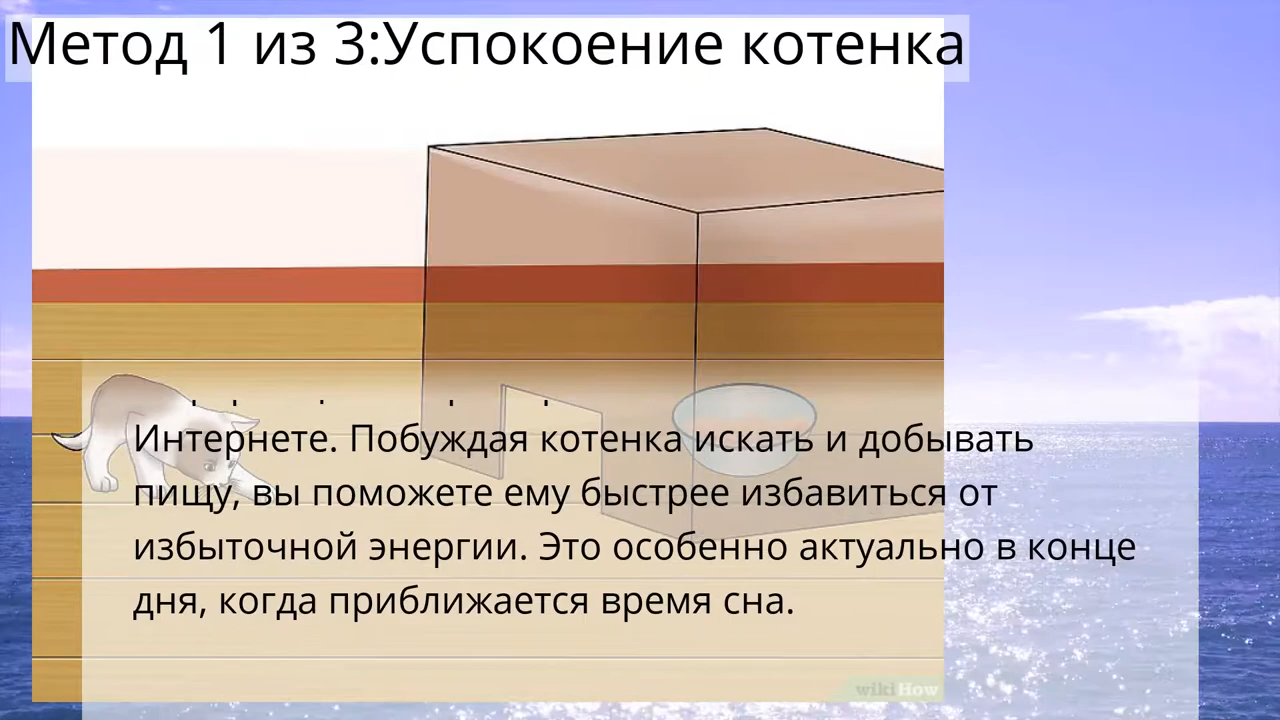 Метод 1 из 3:Успокоение котенка
Интернете. Побуждая котенка искать и добывать
пищу, вы поможете ему быстрее избавиться от
избыточной энергии. Это особенно актуально в конце
дня, когда приближается время сна.
wikiHow